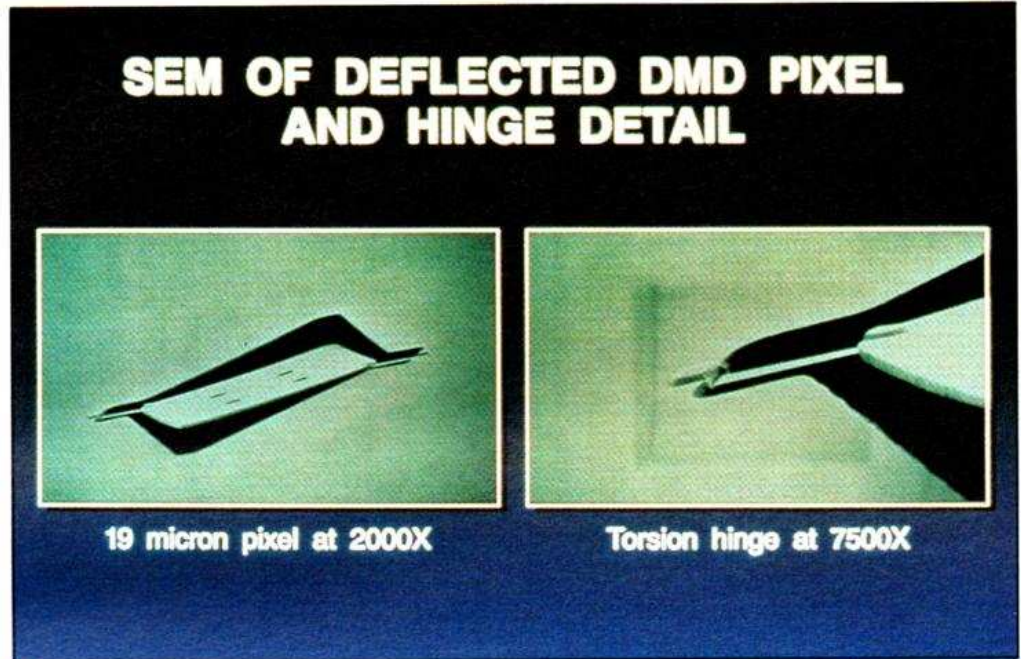 SEM OF DEFLECTED DMD PIXEL
AND HINGE DETAIL
19 micron pixel at 2000X
Torsion hinge at 7500X